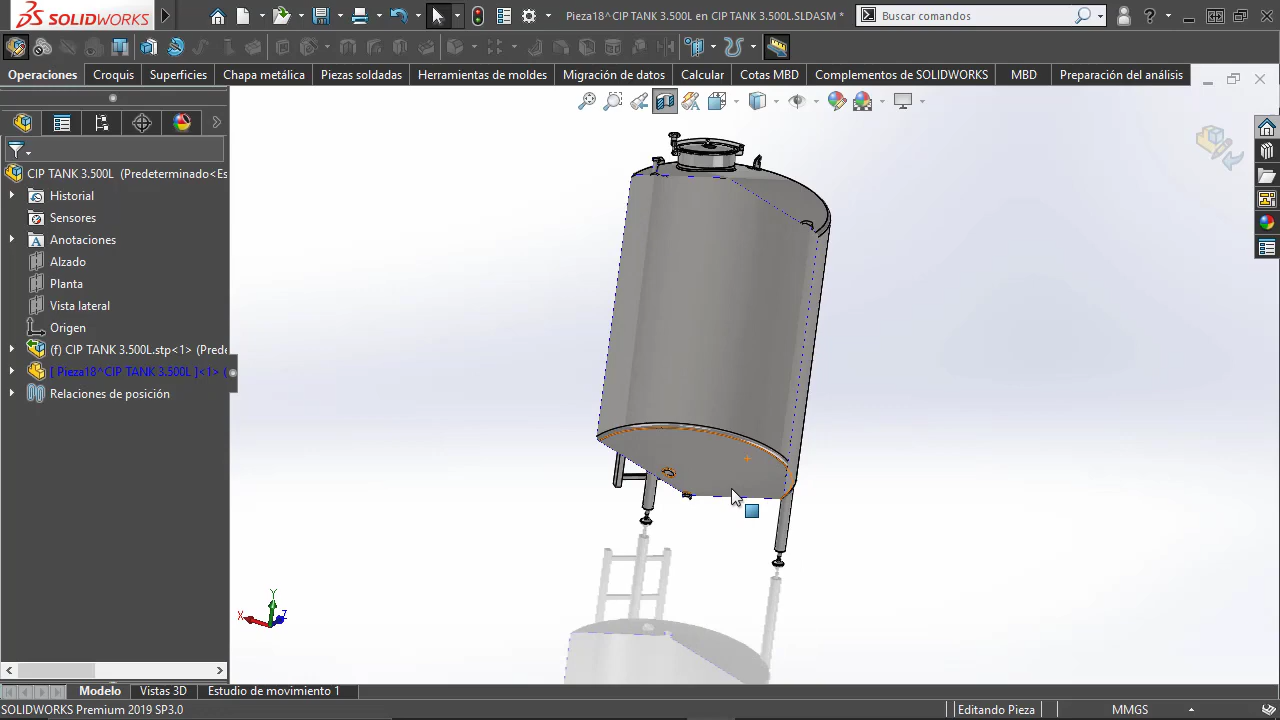 SOLIDWORKS
Pieza18^CIP TANK 3.500L en CIP TANK 3.500L.SLDASM *
Buscar comandos
Operaciones
Croquis
Superficies
Chapa metálica
Piezas soldadas
Herramientas de moldes
Migración de datos
Calcular
Cotas MBD
Complementos de SOLIDWORKS
MBD
Preparación del análisis
CIP TANK 3.500L (Predeterminado<Es
Historial
Sensores
Anotaciones
Alzado
Planta
Vista lateral
Origen
(f) CIP TANK 3.500L.stp<1> (Prede
[ Pieza18^CIP TANK 3.500L ]<1> (
Relaciones de posición
Y
X
Z
Modelo
Vistas 3D
Estudio de movimiento 1
SOLIDWORKS Premium 2019 SP3.0
Editando Pieza
MMGS